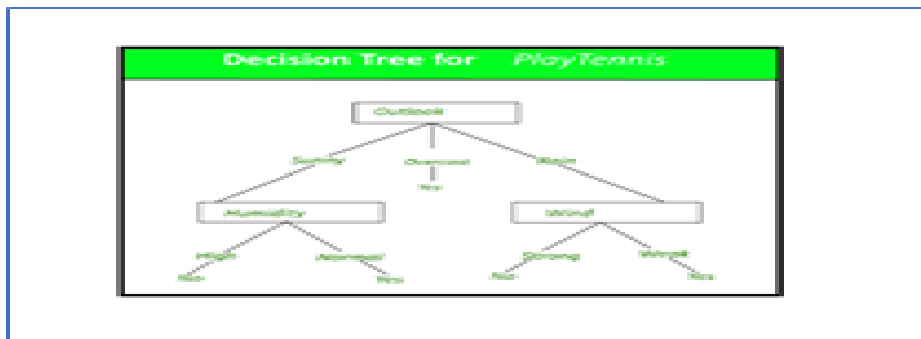 Decision Tree for PlayTennis
Outlook
Sunny Overcast Rain
Yes
Humidity Wind
High Normal Strong Weak
No Yes No Yes